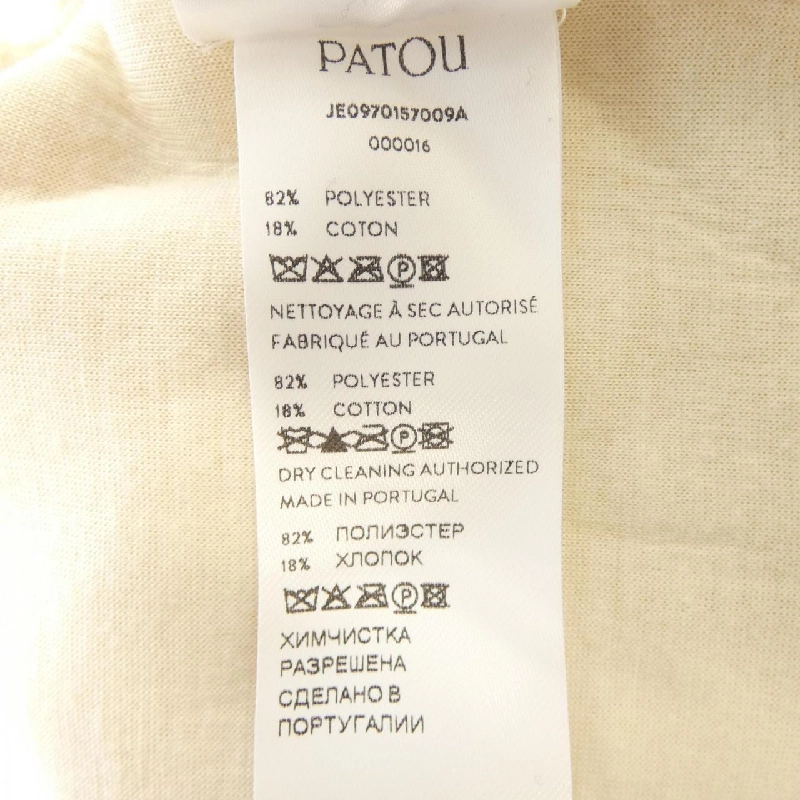 PATOU
JE0970157009A
000016
82% POLYESTER
18% COTON
P
NETTOYAGE À SEC AUTORISÉ
FABRIQUÉ AU PORTUGAL
82% POLYESTER
18% COTTON
P
DRY CLEANING AUTHORIZED
MADE IN PORTUGAL
82% ПОЛИЭСТЕР
18% ХЛОПОК
P
ХИМЧИСТКА
РАЗРЕШЕНА
СДЕЛАНО В
ПОРТУГАЛИИ